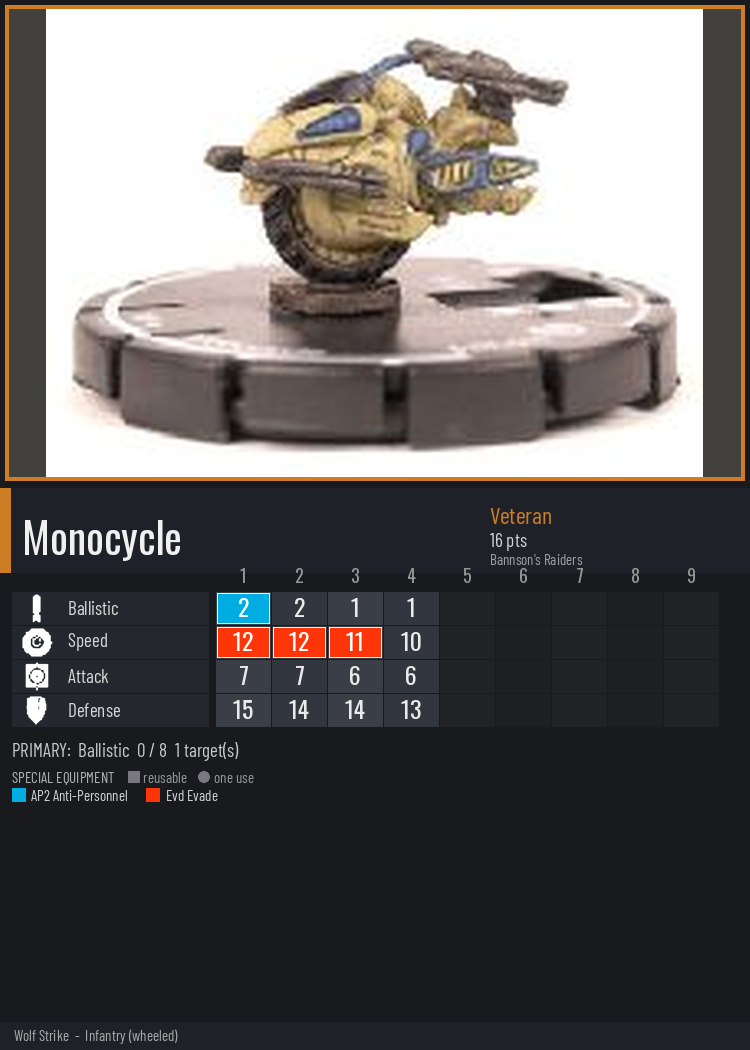 Monocycle
Veteran
16 pts
Bannson's Raiders
1 2 3 4 5 6 7 8 9
Ballistic 2 2 1 1
Speed 12 12 11 10
Attack 7 7 6 6
Defense 15 14 14 13
PRIMARY: Ballistic 0 / 8 1 target(s)
SPECIAL EQUIPMENT reusable one use
AP2 Anti-Personnel Evd Evade
Wolf Strike - Infantry (wheeled)